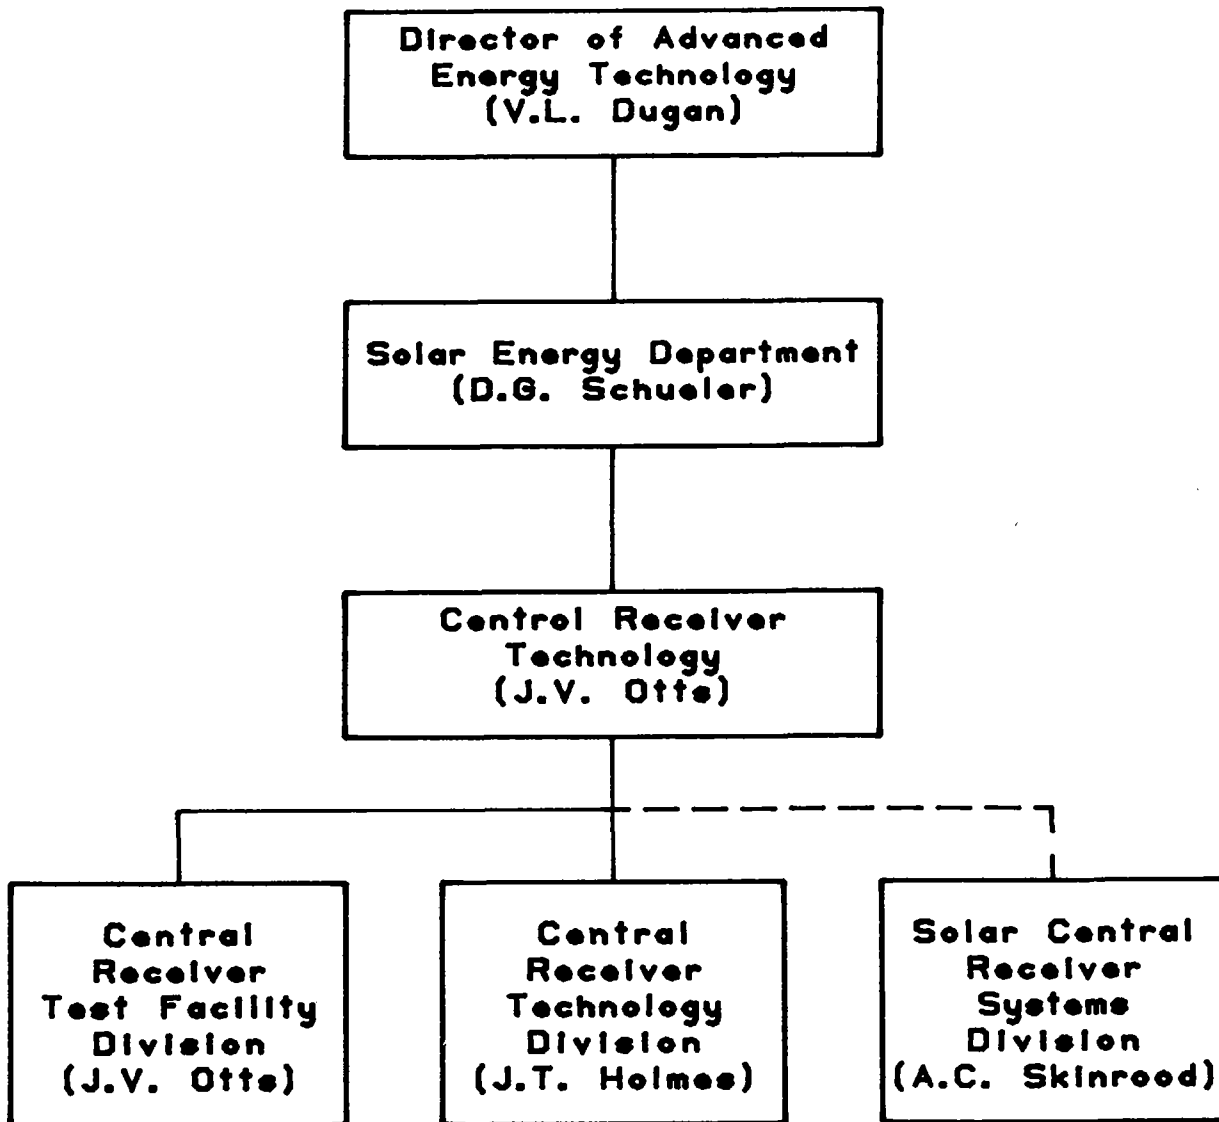 Director of Advanced
Energy Technology
(V.L. Dugan)
Solar Energy Department
(D.G. Schueler)
Central Receiver
Technology
(J.V. Otts)
Central
Receiver
Test Facility
Division
(J.V. Otts)
Central
Receiver
Technology
Division
(J.T. Holmes)
Solar Central
Receiver
Systems
Division
(A.C. Skinrood)